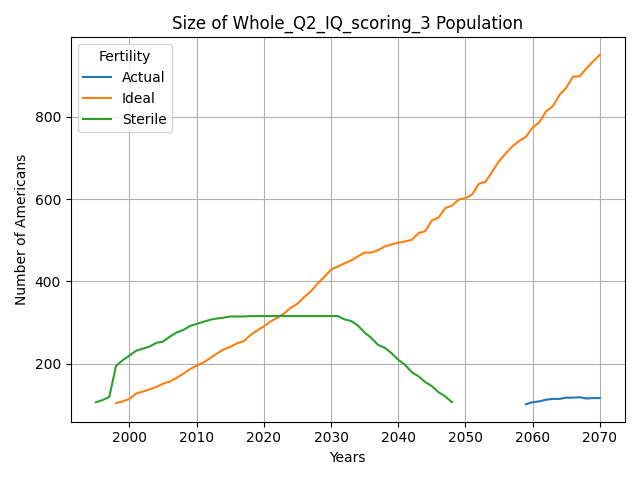 Size of Whole_Q2_IQ_scoring_3 Population
Fertility
Actual
Ideal
Sterile
Number of Americans
800
600
400
200
2000
2010
2020
2030
2040
2050
2060
2070
Years